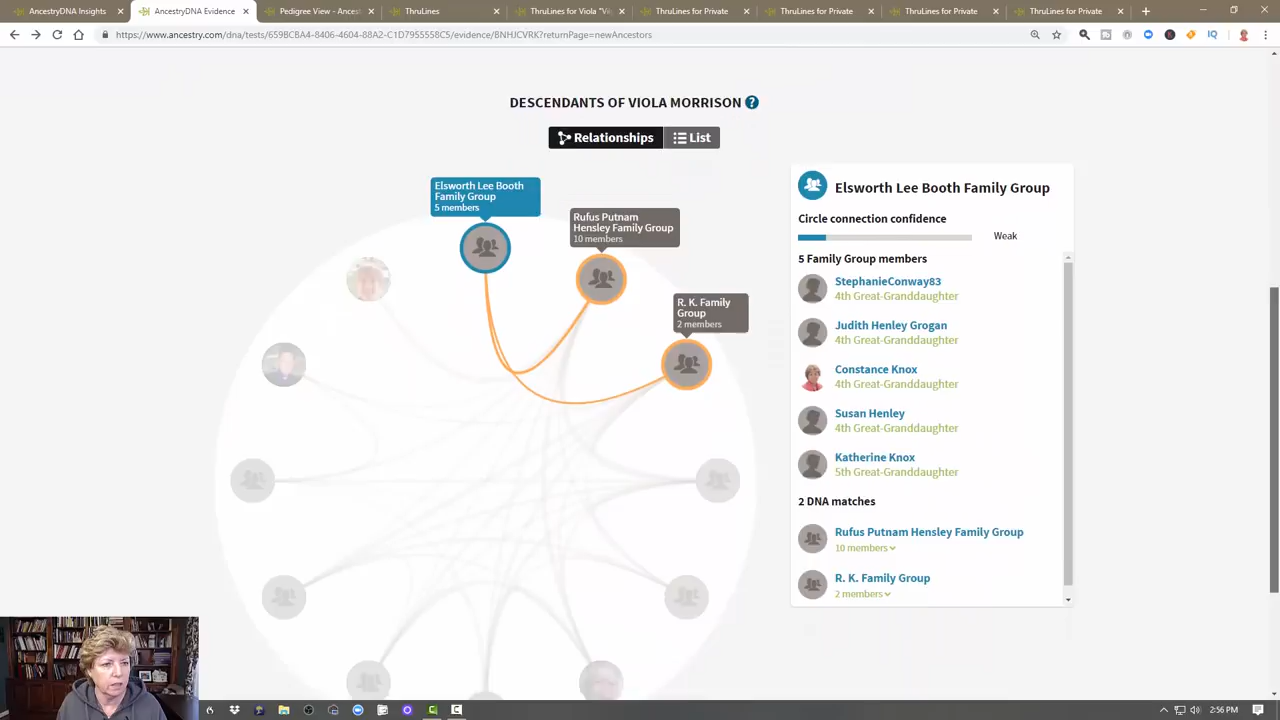 AncestryDNA Insights
AncestryDNA Evidence
Pedigree View - Ancest
ThruLines
ThruLines for Viola "Vi
ThruLines for Private
ThruLines for Private
ThruLines for Private
https://www.ancestry.com/dna/tests/659BCBA4-8406-4604-88A2-C1D7955558C5/evidence/BNHJCVRK?returnPage=newAncestors
IQ
DESCENDANTS OF VIOLA MORRISON ?
Relationships
List
Elsworth Lee Booth
Family Group
5 members
Rufus Putnam
Hensley Family Group
10 members
R. K. Family
Group
2 members
Elsworth Lee Booth Family Group
Circle connection confidence
Weak
5 Family Group members
StephanieConway83
4th Great-Granddaughter
Judith Henley Grogan
4th Great-Granddaughter
Constance Knox
4th Great-Granddaughter
Susan Henley
4th Great-Granddaughter
Katherine Knox
5th Great-Granddaughter
2 DNA matches
Rufus Putnam Hensley Family Group
10 members
R. K. Family Group
2 members
2:56 PM